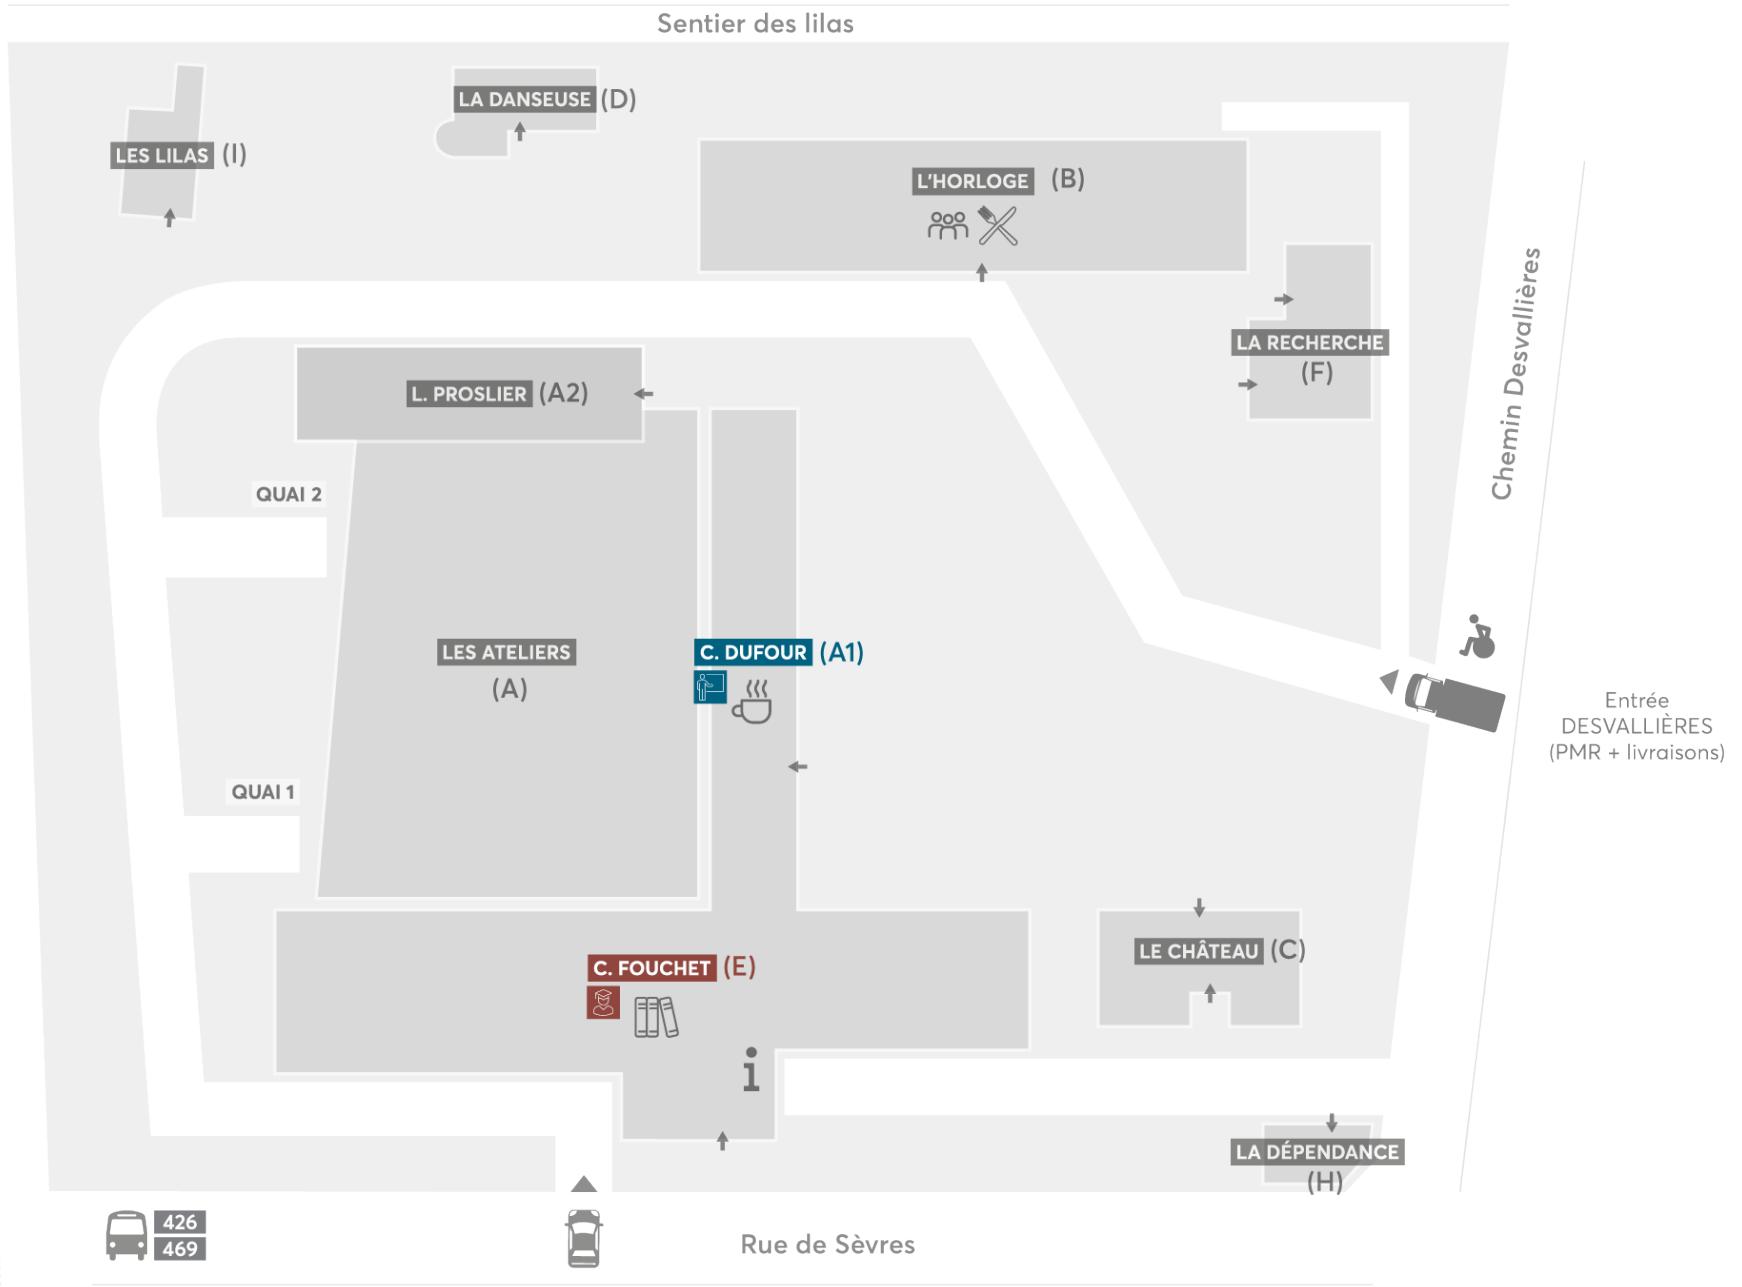 Sentier des lilas
LA DANSEUSE (D)
LES LILAS (I)
L'HORLOGE (B)
Chemin Desvallières
LA RECHERCHE
(F)
L. PROSLIER (A2)
QUAI 2
LES ATELIERS
(A)
C. DUFOUR (A1)
Entrée
DESVALLIÈRES
(PMR + livraisons)
QUAI 1
LE CHÂTEAU (C)
C. FOUCHET (E)
i
LA DÉPENDANCE
(H)
426
469
Rue de Sèvres